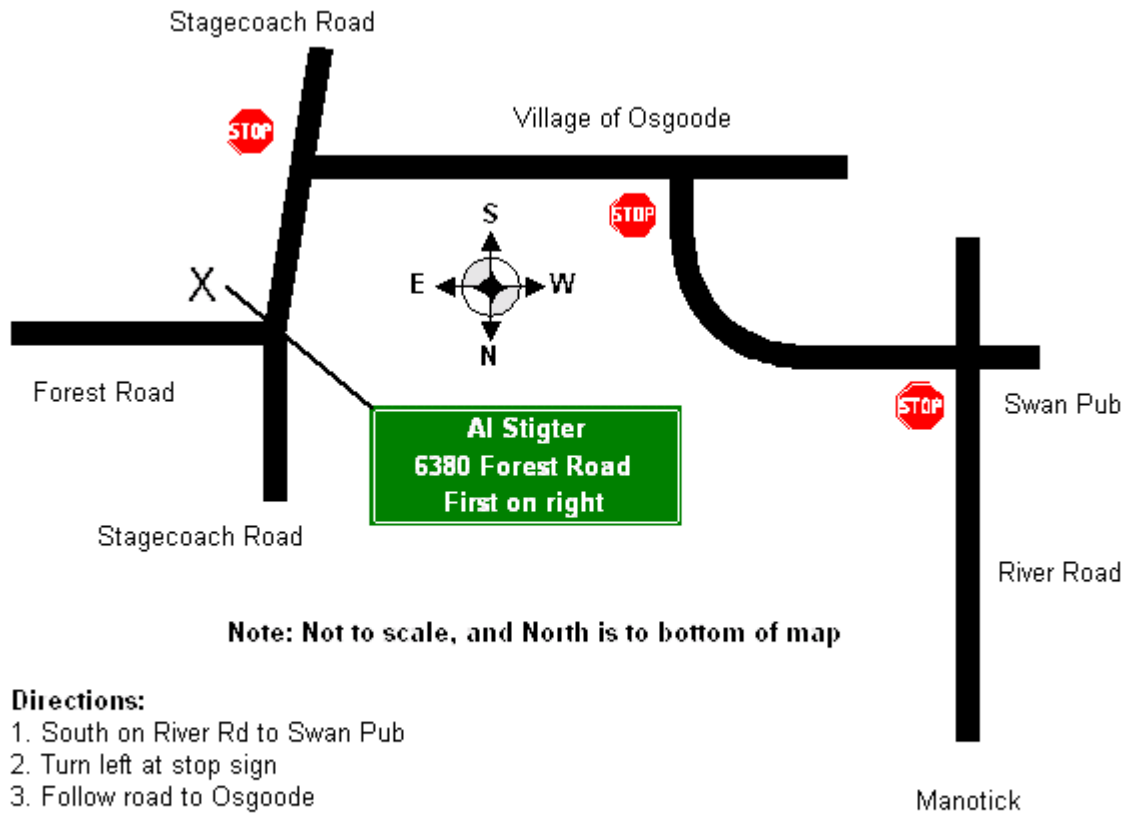 Stagecoach Road
STOP
Village of Osgoode
STOP
S
E
W
N
X
Forest Road
STOP
Swan Pub
Al Stigter
6380 Forest Road
First on right
Stagecoach Road
River Road
Note: Not to scale, and North is to bottom of map
Directions:
1. South on River Rd to Swan Pub
2. Turn left at stop sign
3. Follow road to Osgoode
Manotick